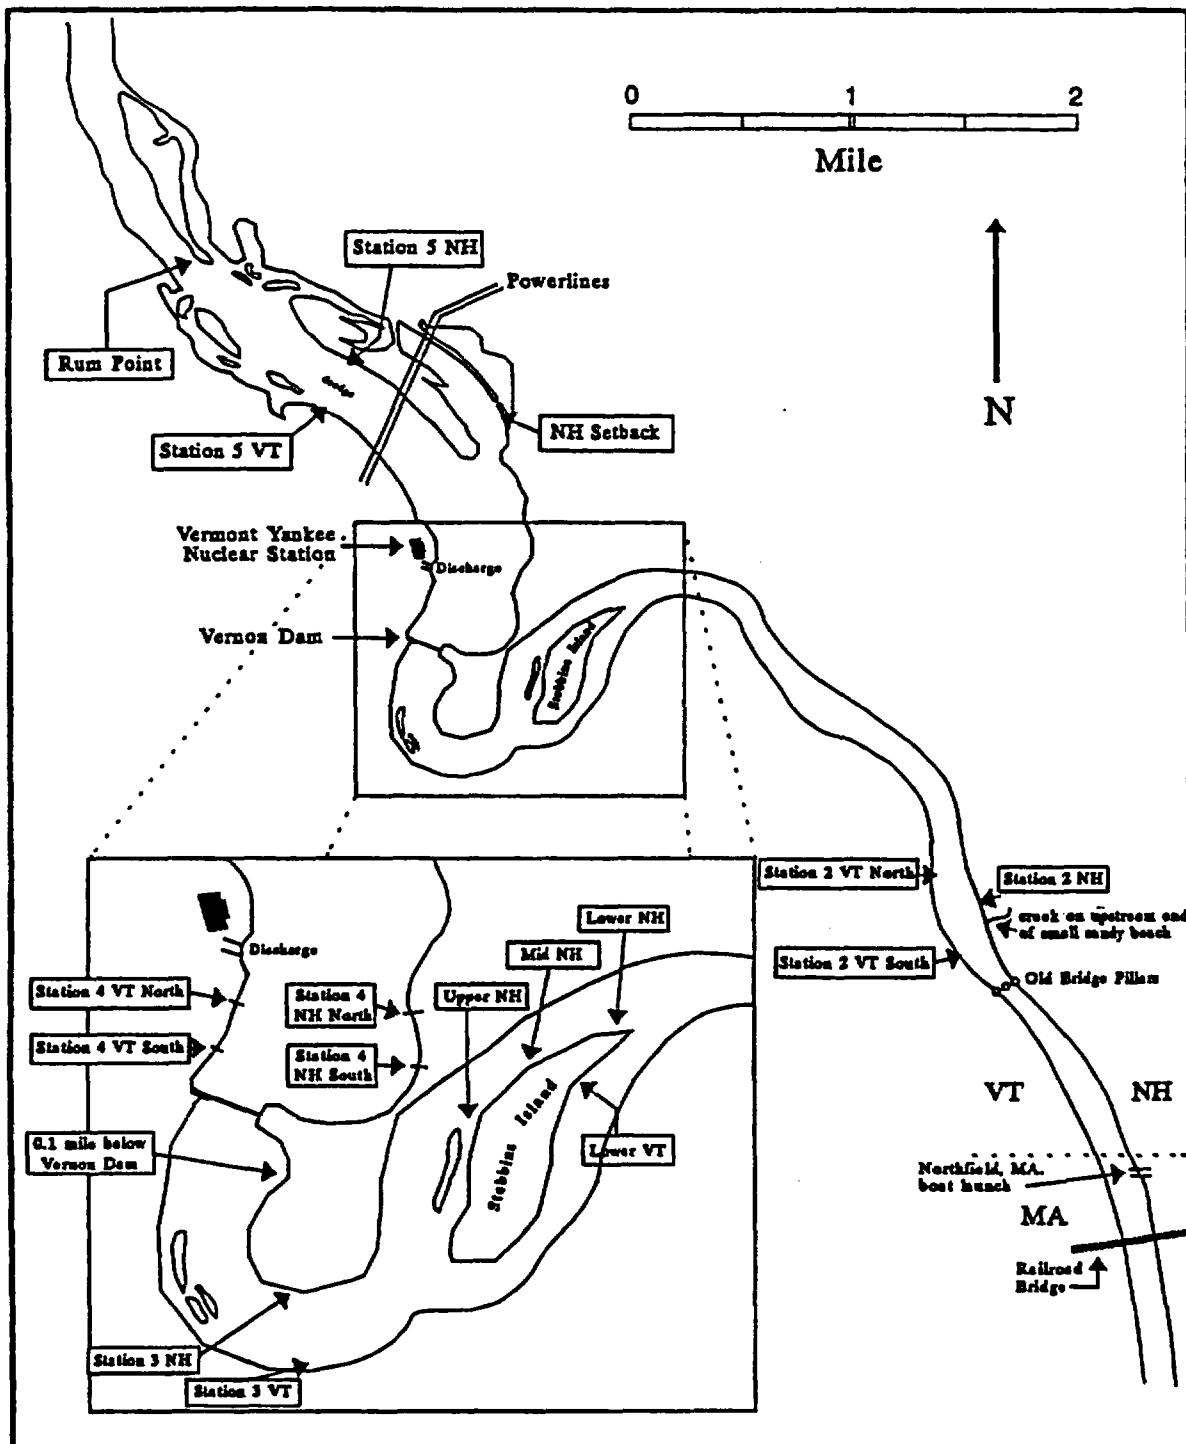 0 1 2
Mile
N
Station 5 NH
Powerlines
Rum Point
dredge
Station 5 VT
NH Setback
Vermont Yankee
Nuclear Station
Discharge
Vernon Dam
Stebbins Island
Station 2 VT North
Station 2 NH
creek on upstream end
of small sandy beach
Station 2 VT South
Old Bridge Pillars
VT
NH
Northfield, MA.
boat launch
MA
Railroad
Bridge
Discharge
Lower NH
Mid NH
Upper NH
Station 4 VT North
Station 4
NH North
Station 4 VT South
Station 4
NH South
0.1 mile below
Vernon Dam
Stebbins Island
Lower VT
Station 3 NH
Station 3 VT